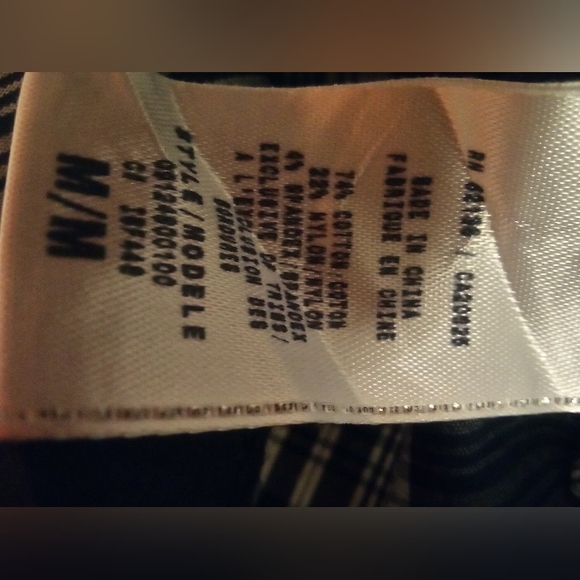 MADE IN CHINA
FABRIQUE EN CHINE
74% COTTON/COTON
22% NYLON/NYLON
4% SPANDEX/SPANDEX
EXCLUSIVE OF TRIMS/
A L'EXCLUSION DES
STYLE/MODELE
M/M